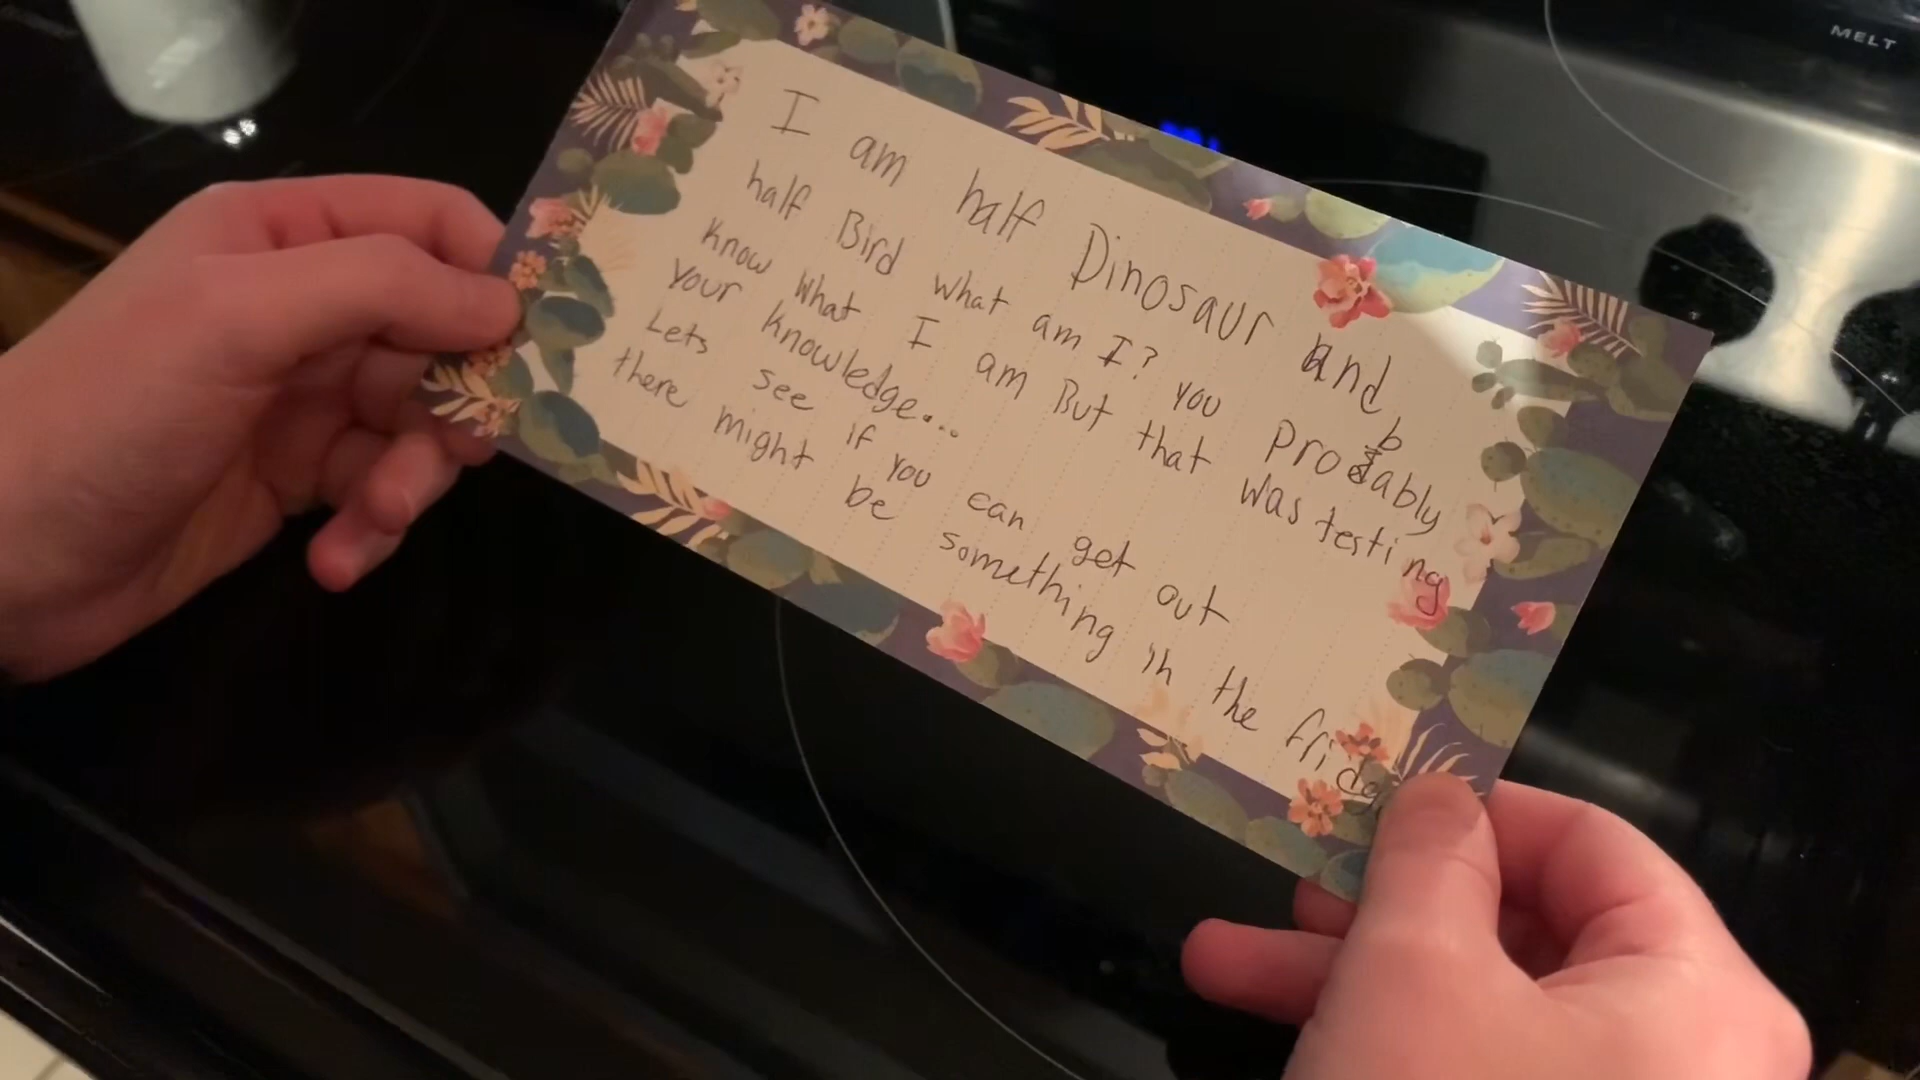 MELT
I am half Dinosaur and
half Bird what am I? you probably
know what I am But that was testing
your knowledge...
Lets see if you can get out
there might be something in the fridge